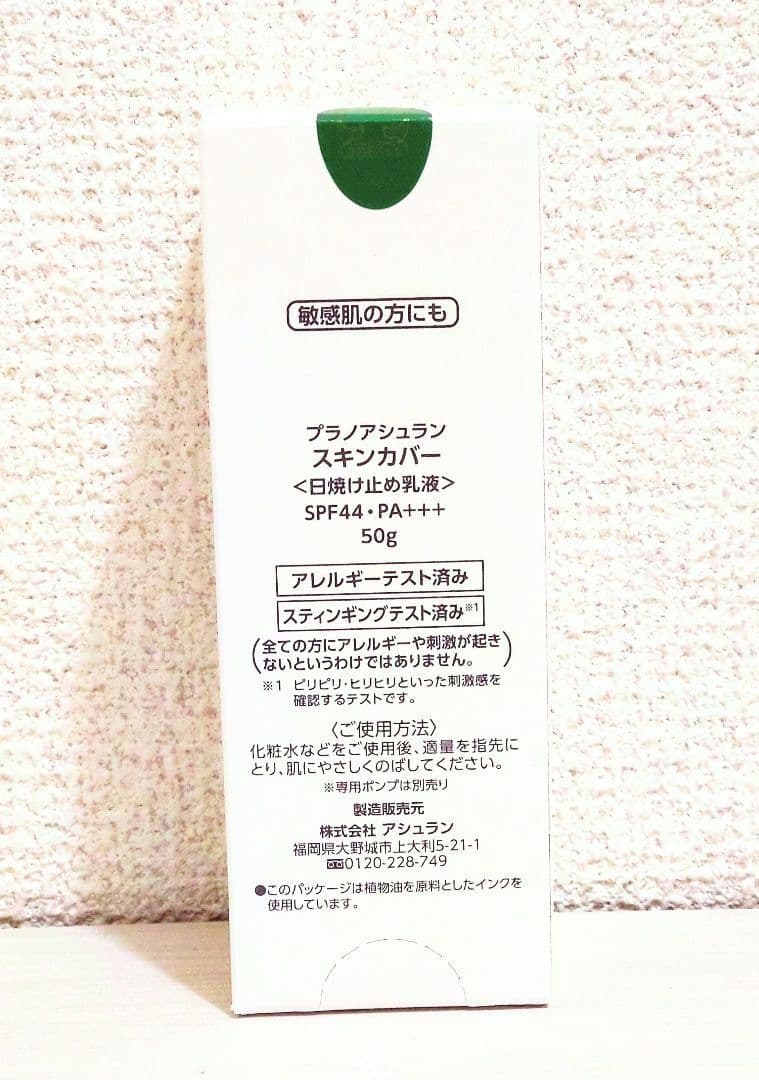 敏感肌の方にも
プラノアシュラン
スキンカバー
＜日焼け止め乳液＞
SPF44・PA+++
50g
アレルギーテスト済み
スティンギングテスト済み※1
(全ての方にアレルギーや刺激が起き
ないというわけではありません。)
※1 ピリピリ・ヒリヒリといった刺激感を
確認するテストです。
〈ご使用方法〉
化粧水などをご使用後、適量を指先に
とり、肌にやさしくのばしてください。
※専用ポンプは別売り
製造販売元
株式会社 アシュラン
福岡県大野城市上大利5-21-1
0120-228-749
●このパッケージは植物油を原料としたインクを
使用しています。